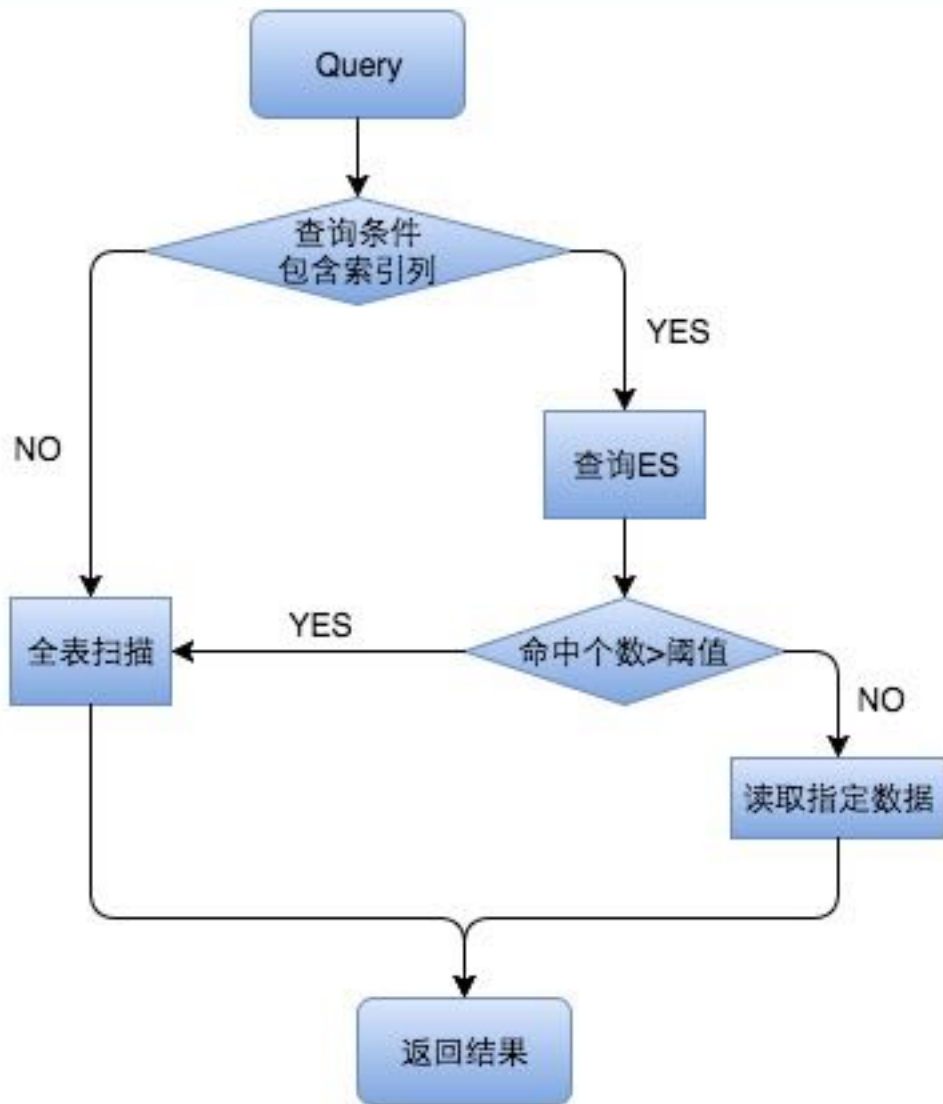 Query
查询条件
包含索引列
YES
NO
查询ES
YES
全表扫描
命中个数>阈值
NO
读取指定数据
返回结果